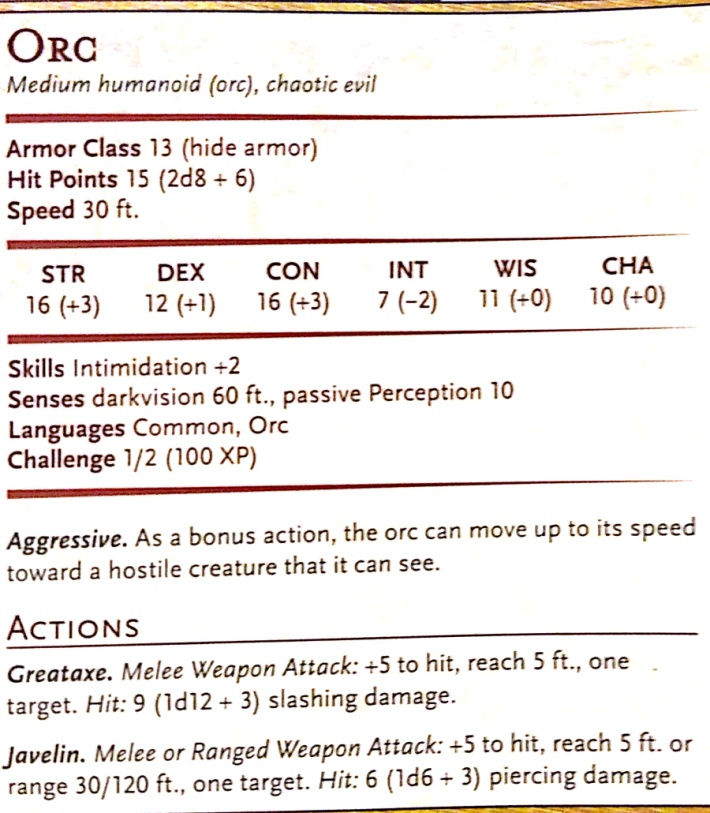 ORC
Medium humanoid (orc), chaotic evil
Armor Class 13 (hide armor)
Hit Points 15 (2d8 + 6)
Speed 30 ft.
STR DEX CON INT WIS CHA
16 (+3) 12 (+1) 16 (+3) 7 (−2) 11 (+0) 10 (+0)
Skills Intimidation +2
Senses darkvision 60 ft., passive Perception 10
Languages Common, Orc
Challenge 1/2 (100 XP)
Aggressive. As a bonus action, the orc can move up to its speed
toward a hostile creature that it can see.
ACTIONS
Greataxe. Melee Weapon Attack: +5 to hit, reach 5 ft., one
target. Hit: 9 (1d12 + 3) slashing damage.
Javelin. Melee or Ranged Weapon Attack: +5 to hit, reach 5 ft. or
range 30/120 ft., one target. Hit: 6 (1d6 + 3) piercing damage.